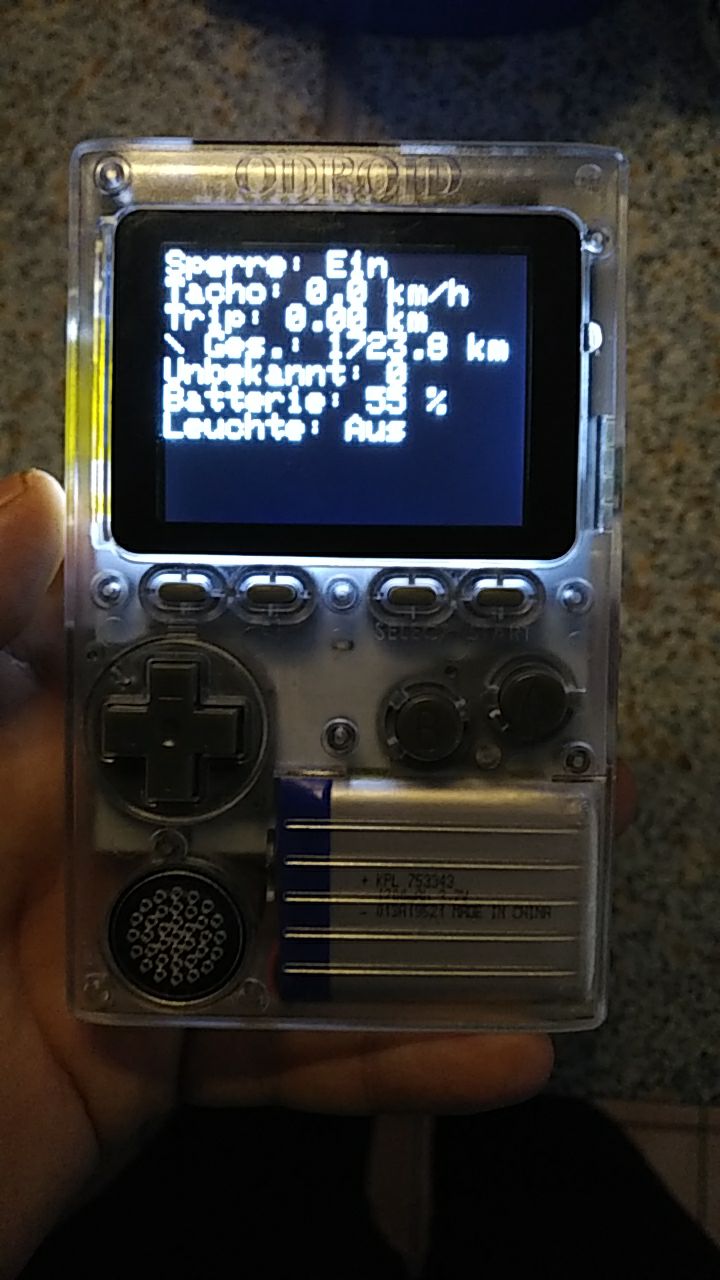 ODROID
Sperre: Ein
Tacho: 0.0 km/h
Trip: 0.00 km
\ Ges.: 1723.8 km
Unbekannt: 0
Batterie: 55 %
Leuchte: Aus
SELECT START
B A
+ KPL 753343
- MADE IN CHINA